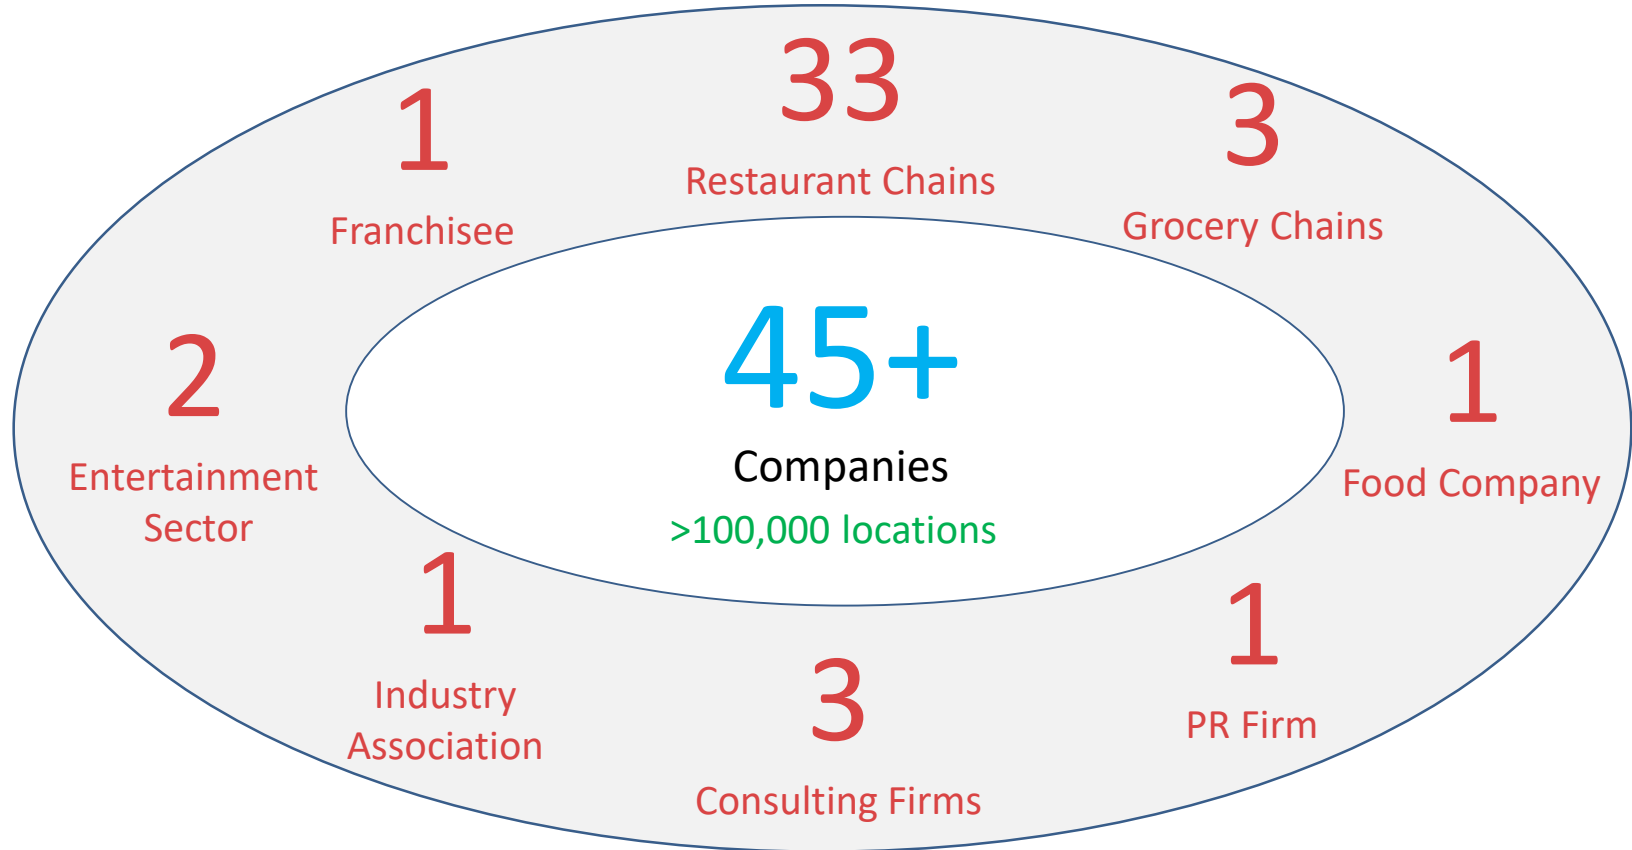 33
Restaurant Chains
3
Grocery Chains
1
Food Company
1
PR Firm
3
Consulting Firms
1
Industry
Association
2
Entertainment
Sector
1
Franchisee
45+
Companies
>100,000 locations